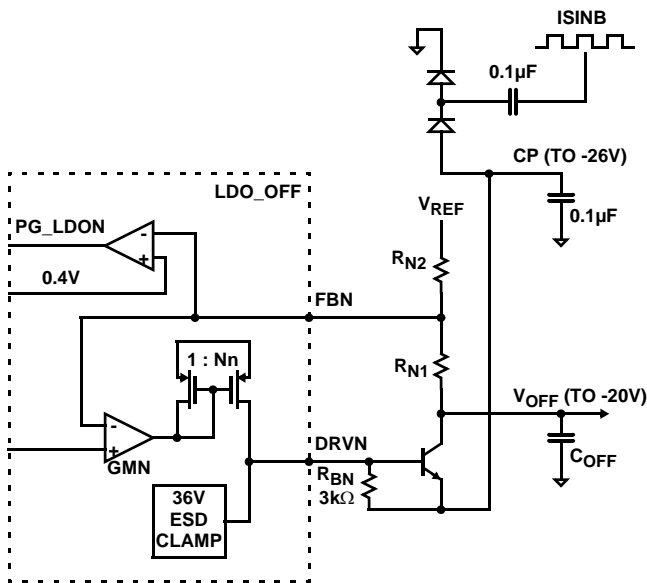 ISINB
0.1µF
CP (TO -26V)
0.1µF
LDO_OFF
VREF
PG_LDON
-
+
0.4V
RN2
FBN
1 : Nn
RN1
VOFF (TO -20V)
-
+
GMN
DRVN
COFF
RBN
3kΩ
36V
ESD
CLAMP